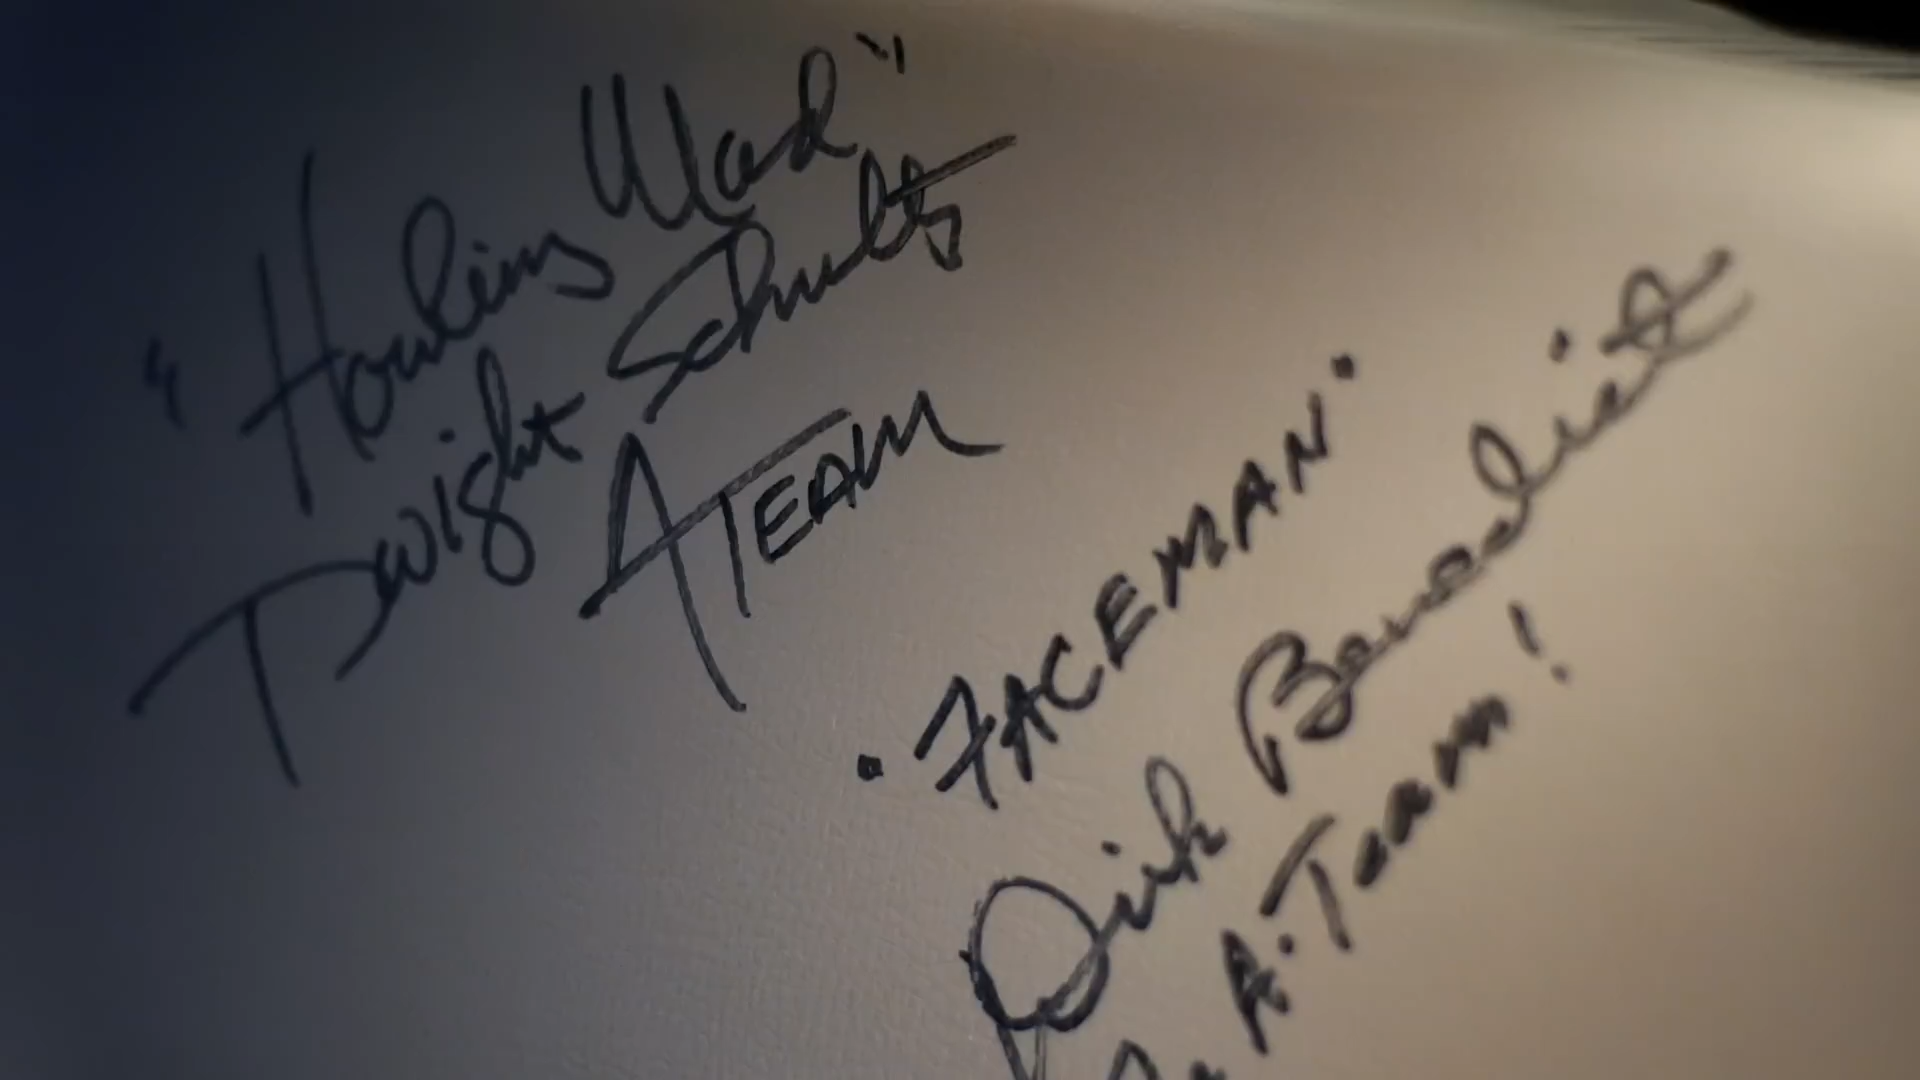 "Howling Mad"
Dwight Schultz
A TEAM
"FACEMAN"
Dirk Benedict
A-Team!